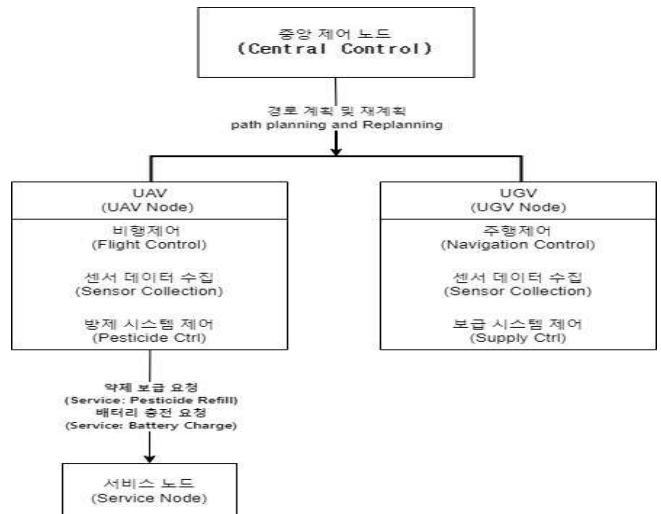 중앙 제어 노드
(Central Control)
경로 계획 및 재계획
path planning and Replanning
UAV
(UAV Node)
비행제어
(Flight Control)
센서 데이터 수집
(Sensor Collection)
방제 시스템 제어
(Pesticide Ctrl)
UGV
(UGV Node)
주행제어
(Navigation Control)
센서 데이터 수집
(Sensor Collection)
보급 시스템 제어
(Supply Ctrl)
약제 보급 요청
(Service: Pesticide Refill)
배터리 충전 요청
(Service: Battery Charge)
서비스 노드
(Service Node)